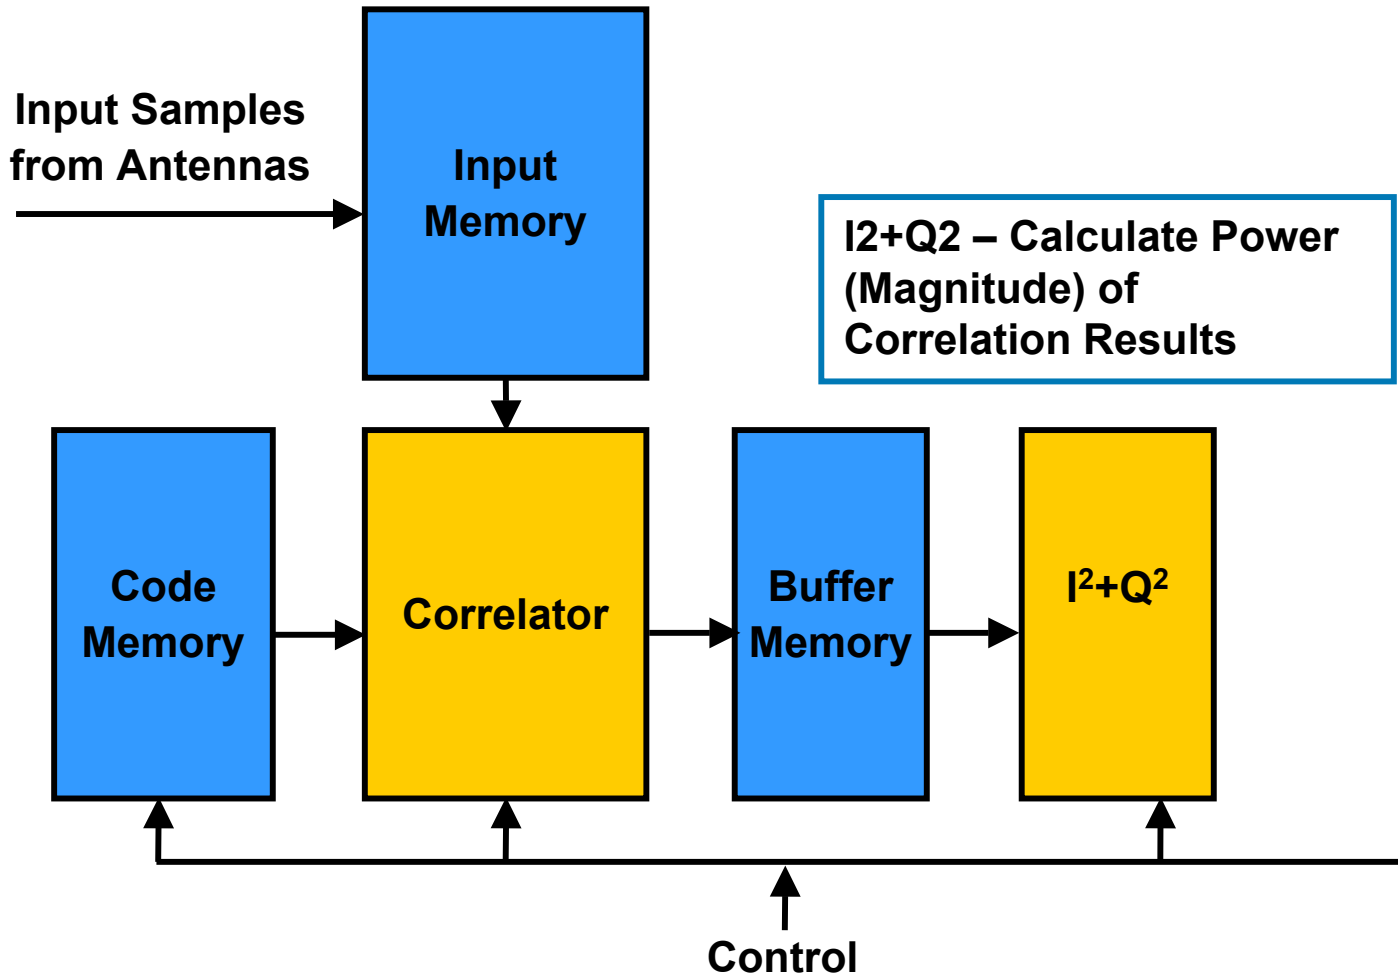 Input Samples
from Antennas
Input
Memory
I2+Q2 – Calculate Power
(Magnitude) of
Correlation Results
Code
Memory
Correlator
Buffer
Memory
I²+Q²
Control